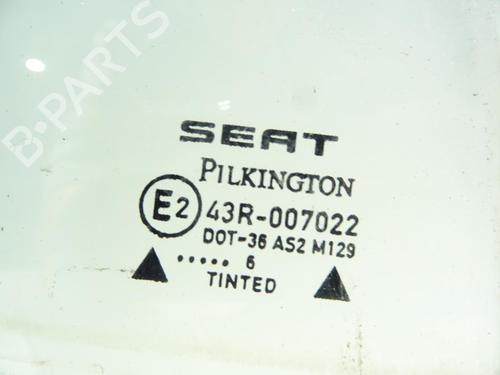 B-PARTS
SEAT
PILKINGTON
E2 43R-007022
DOT-36 AS2 M129
..... 6
TINTED